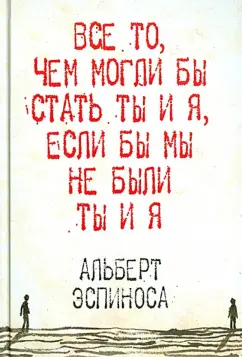 ВСЕ ТО,
ЧЕМ МОГЛИ БЫ
СТАТЬ ТЫ И Я,
ЕСЛИ БЫ МЫ
НЕ БЫЛИ
ТЫ И Я
АЛЬБЕРТ
ЭСПИНОСА